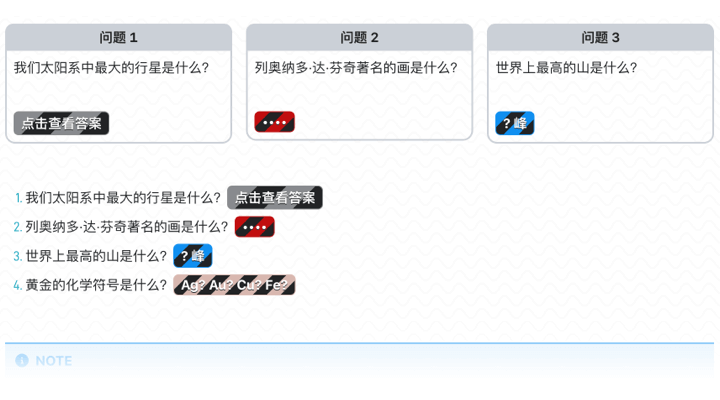 问题 1
我们太阳系中最大的行星是什么?
点击查看答案
问题 2
列奥纳多·达·芬奇著名的画是什么?
••••
问题 3
世界上最高的山是什么?
? 峰
1. 我们太阳系中最大的行星是什么? 点击查看答案
2. 列奥纳多·达·芬奇著名的画是什么? ••••
3. 世界上最高的山是什么? ? 峰
4. 黄金的化学符号是什么? Ag? Au? Cu? Fe?
NOTE